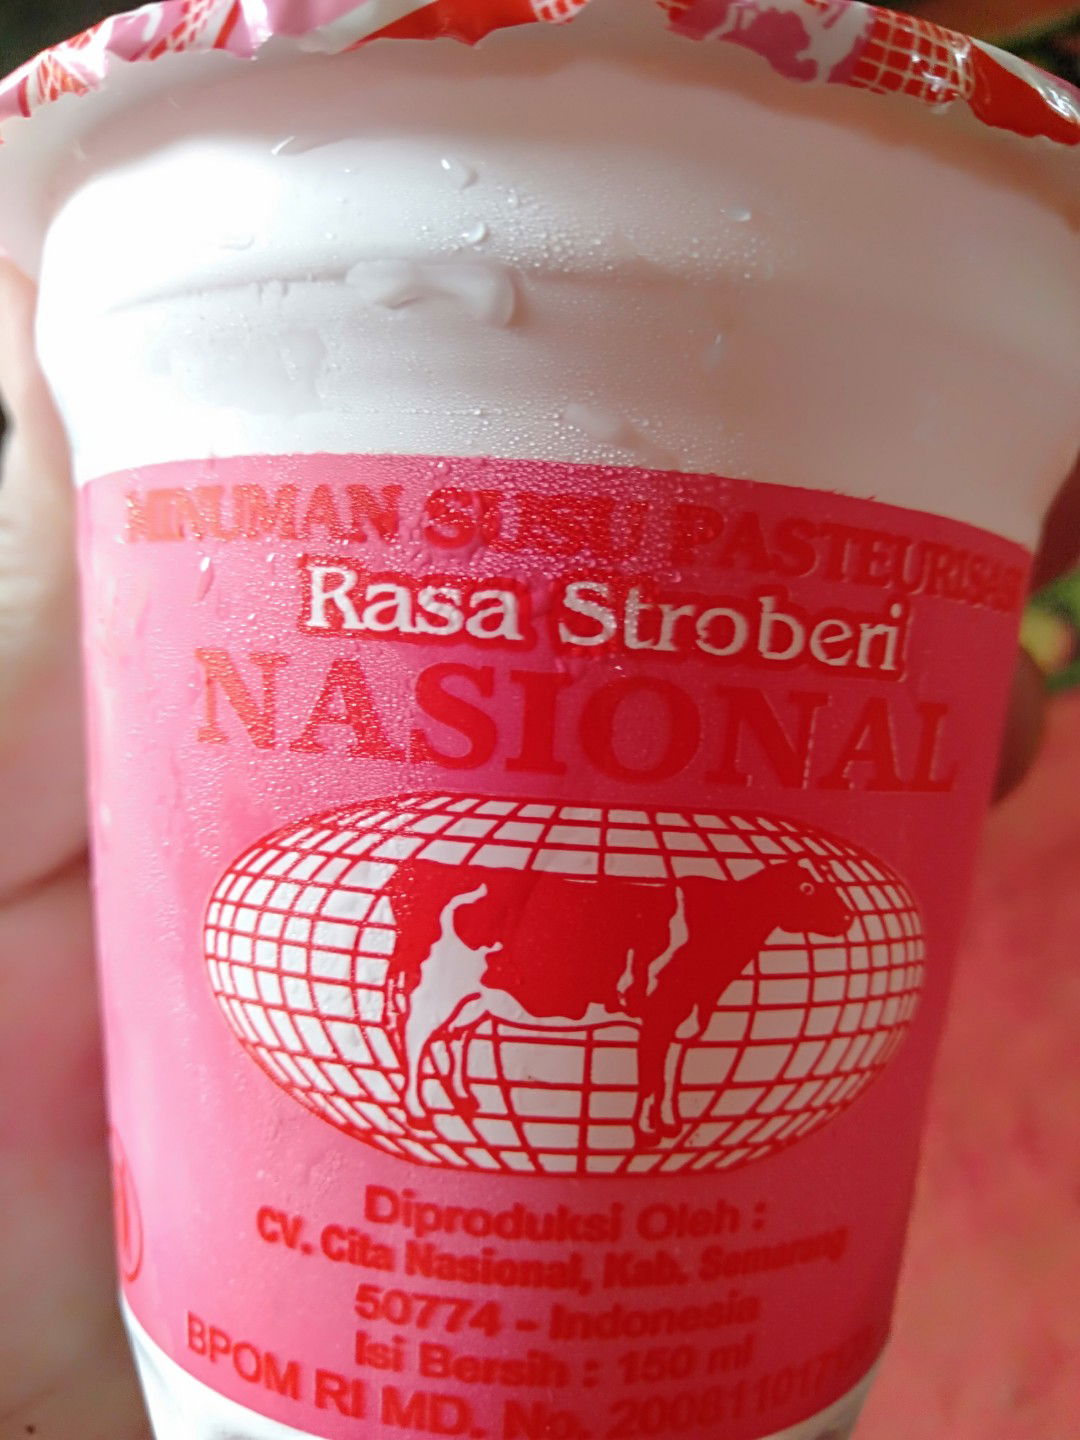 MINUMAN SUSU PASTEURISASI
Rasa Stroberi
NASIONAL
Diproduksi Oleh :
CV. Cita Nasional, Kab. Semarang
50774 - Indonesia
Isi Bersih : 150 ml
BPOM RI MD. No.